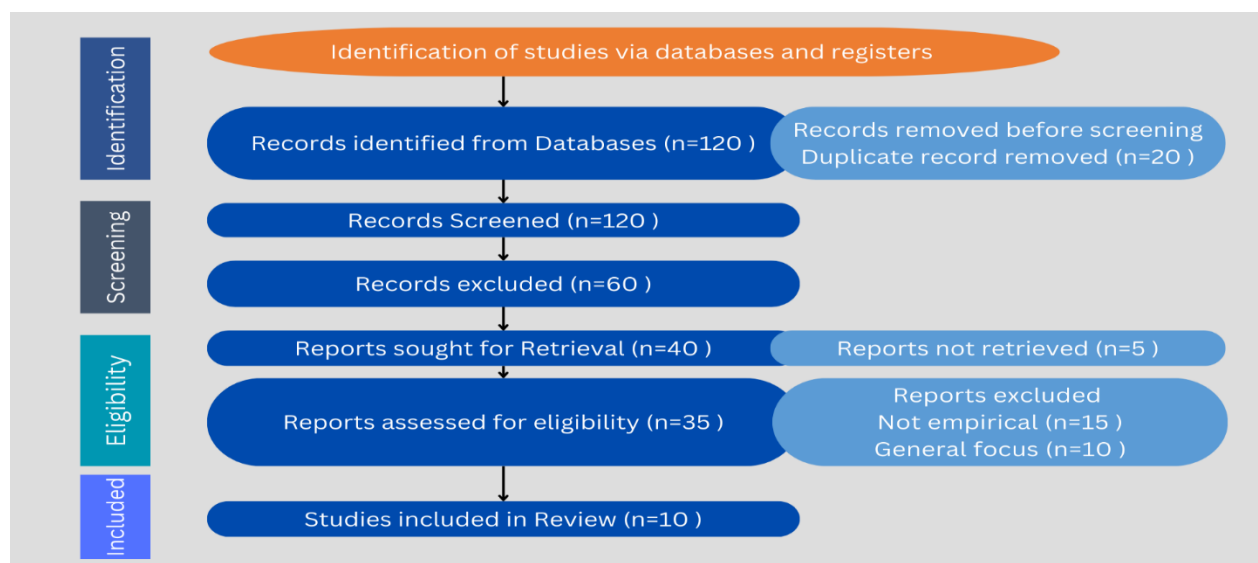 Identification
Identification of studies via databases and registers
Records identified from Databases (n=120 )
Records removed before screening
Duplicate record removed (n=20 )
Screening
Records Screened (n=120 )
Records excluded (n=60 )
Eligibility
Reports sought for Retrieval (n=40 )
Reports not retrieved (n=5 )
Reports assessed for eligibility (n=35 )
Reports excluded
Not empirical (n=15 )
General focus (n=10 )
Included
Studies included in Review (n=10 )